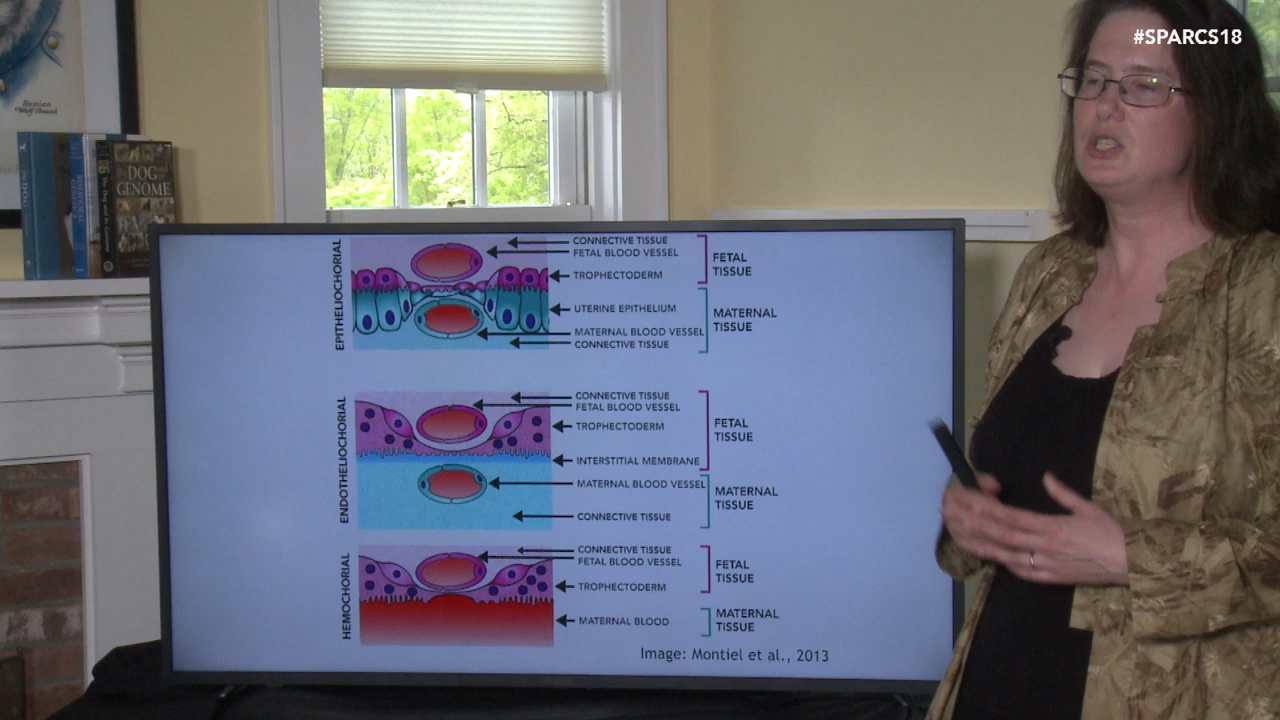 #SPARCS18
Russian
Wolf-Hound
DOG
GENOME
EPITHELIOCHORIAL
CONNECTIVE TISSUE
FETAL BLOOD VESSEL
TROPHECTODERM
FETAL
TISSUE
UTERINE EPITHELIUM
MATERNAL BLOOD VESSEL
CONNECTIVE TISSUE
MATERNAL
TISSUE
ENDOTHELIOCHORIAL
CONNECTIVE TISSUE
FETAL BLOOD VESSEL
TROPHECTODERM
INTERSTITIAL MEMBRANE
FETAL
TISSUE
MATERNAL BLOOD VESSEL
CONNECTIVE TISSUE
MATERNAL
TISSUE
HEMOCHORIAL
CONNECTIVE TISSUE
FETAL BLOOD VESSEL
TROPHECTODERM
FETAL
TISSUE
MATERNAL BLOOD
MATERNAL
TISSUE
Image: Montiel et al., 2013